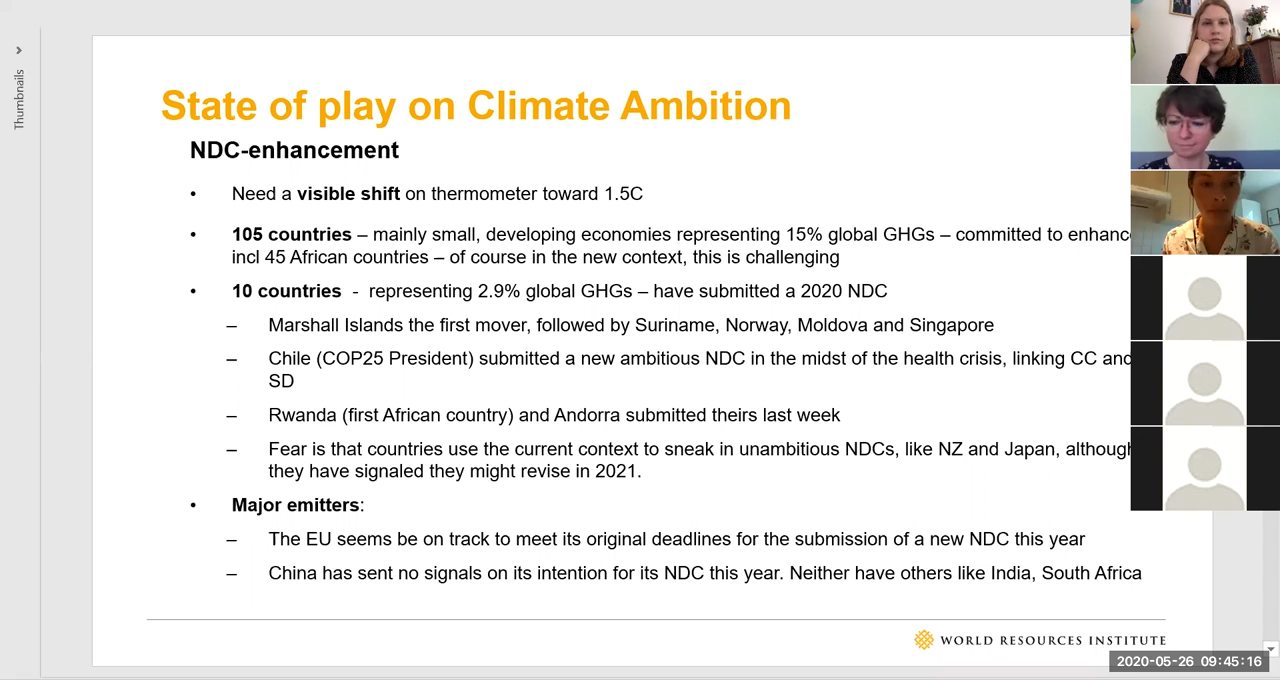 Thumbnails
State of play on Climate Ambition
NDC-enhancement
• Need a visible shift on thermometer toward 1.5C
• 105 countries – mainly small, developing economies representing 15% global GHGs – committed to enhance
incl 45 African countries – of course in the new context, this is challenging
• 10 countries - representing 2.9% global GHGs – have submitted a 2020 NDC
– Marshall Islands the first mover, followed by Suriname, Norway, Moldova and Singapore
– Chile (COP25 President) submitted a new ambitious NDC in the midst of the health crisis, linking CC and
SD
– Rwanda (first African country) and Andorra submitted theirs last week
– Fear is that countries use the current context to sneak in unambitious NDCs, like NZ and Japan, although
they have signaled they might revise in 2021.
• Major emitters:
– The EU seems be on track to meet its original deadlines for the submission of a new NDC this year
– China has sent no signals on its intention for its NDC this year. Neither have others like India, South Africa
WORLD RESOURCES INSTITUTE
2020-05-26 09:45:16